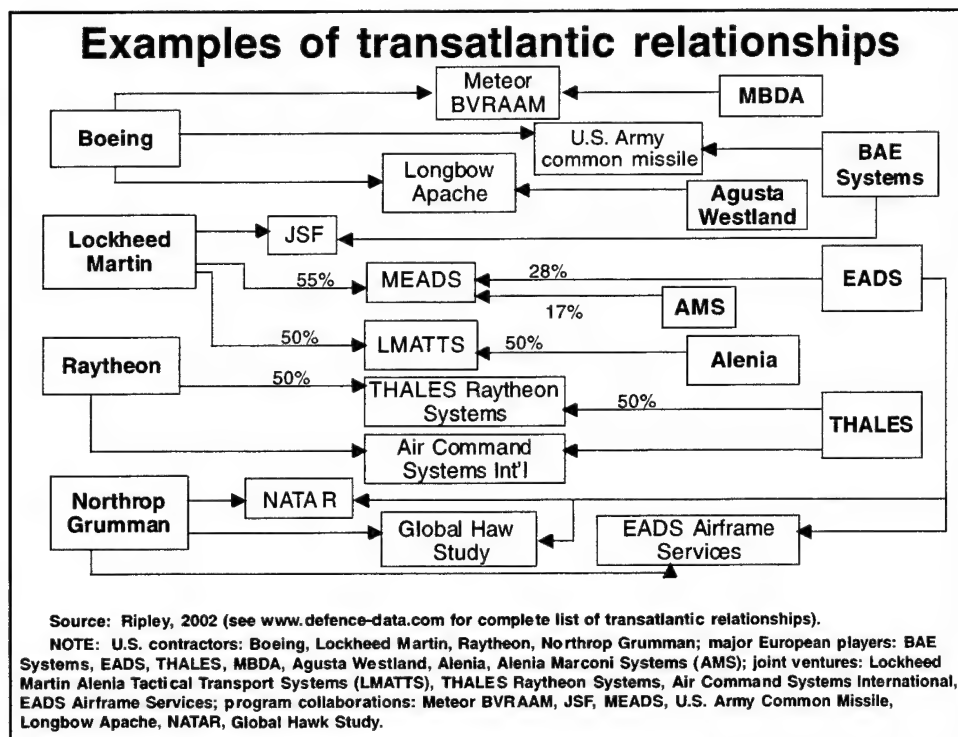 Examples of transatlantic relationships
Meteor
BVRAAM
MBDA
Boeing
U.S. Army
common missile
BAE
Systems
Longbow
Apache
Agusta
Westland
Lockheed
Martin
JSF
55%
MEADS
28%
EADS
17%
AMS
50%
LMATTS
50%
Alenia
Raytheon
50%
THALES Raytheon
Systems
50%
THALES
Air Command
Systems Int'l
Northrop
Grumman
NATAR
Global Haw
Study
EADS Airframe
Services
Source: Ripley, 2002 (see www.defence-data.com for complete list of transatlantic relationships).
NOTE: U.S. contractors: Boeing, Lockheed Martin, Raytheon, Northrop Grumman; major European players: BAE
Systems, EADS, THALES, MBDA, Agusta Westland, Alenia, Alenia Marconi Systems (AMS); joint ventures: Lockheed
Martin Alenia Tactical Transport Systems (LMATTS), THALES Raytheon Systems, Air Command Systems International,
EADS Airframe Services; program collaborations: Meteor BVRAAM, JSF, MEADS, U.S. Army Common Missile,
Longbow Apache, NATAR, Global Hawk Study.